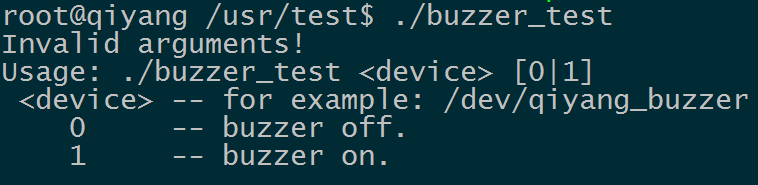 root@qiyang /usr/test$ ./buzzer_test
Invalid arguments!
Usage: ./buzzer_test <device> [0|1]
 <device> -- for example: /dev/qiyang_buzzer
    0     -- buzzer off.
    1     -- buzzer on.